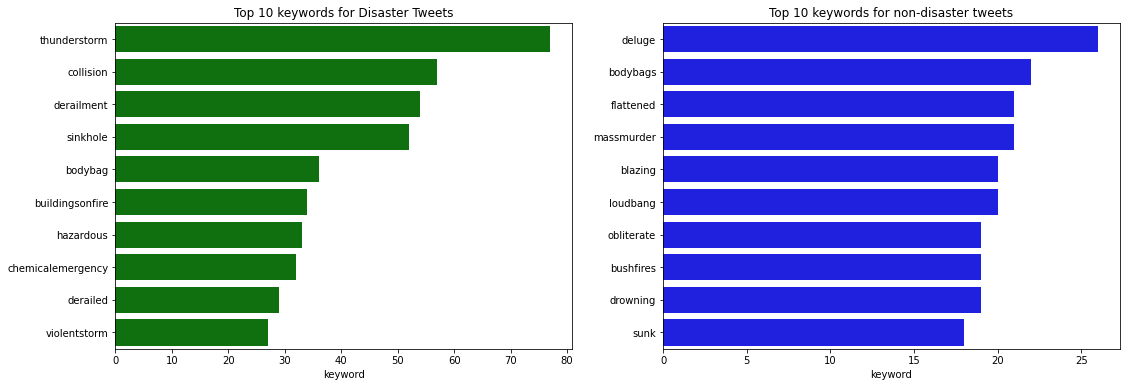 Top 10 keywords for Disaster Tweets
thunderstorm
collision
derailment
sinkhole
bodybag
buildingsonfire
hazardous
chemicalemergency
derailed
violentstorm
0 10 20 30 40 50 60 70 80
keyword
Top 10 keywords for non-disaster tweets
deluge
bodybags
flattened
massmurder
blazing
loudbang
obliterate
bushfires
drowning
sunk
0 5 10 15 20 25
keyword